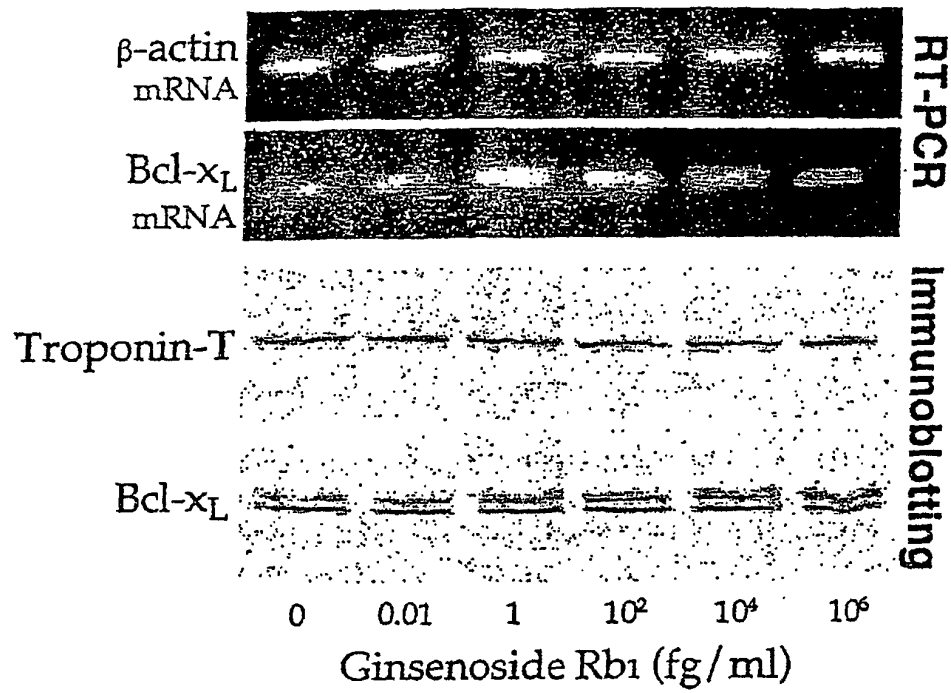 β-actin
mRNA
Bcl-xL
mRNA
RT-PCR
Troponin-T
Bcl-xL
Immunoblotting
0 0.01 1 10² 10⁴ 10⁶
Ginsenoside Rb1 (fg/ml)